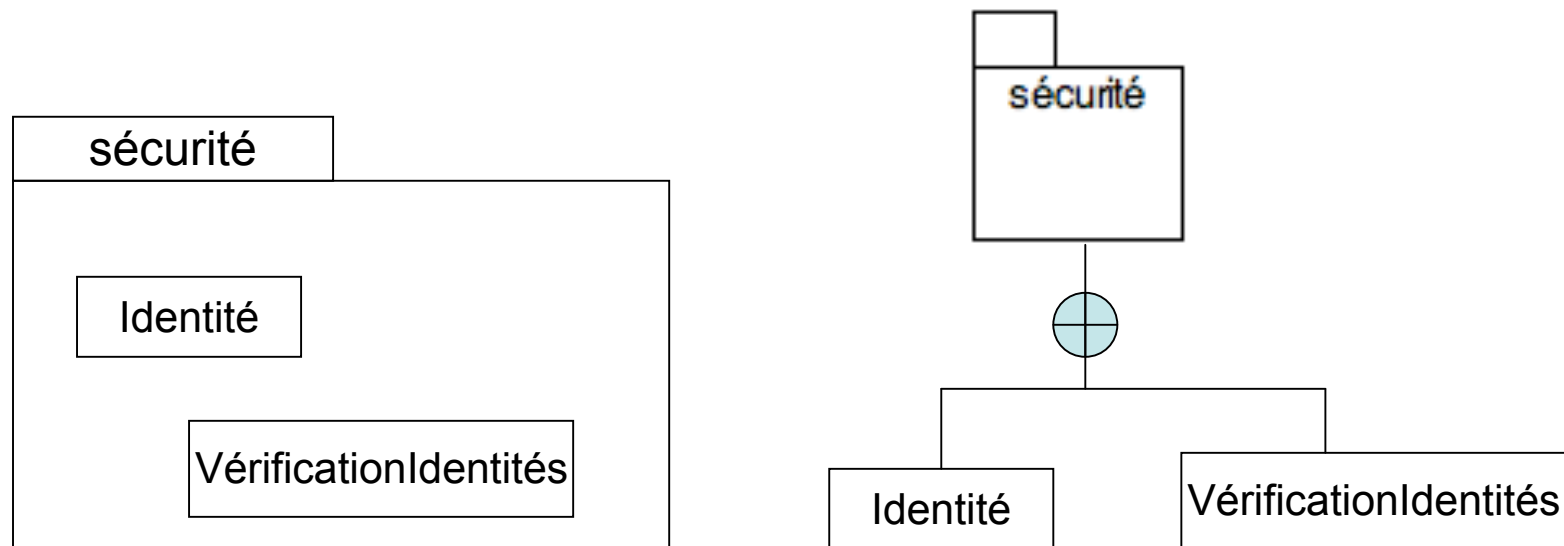 sécurité
Identité
VérificationIdentités
sécurité
Identité
VérificationIdentités